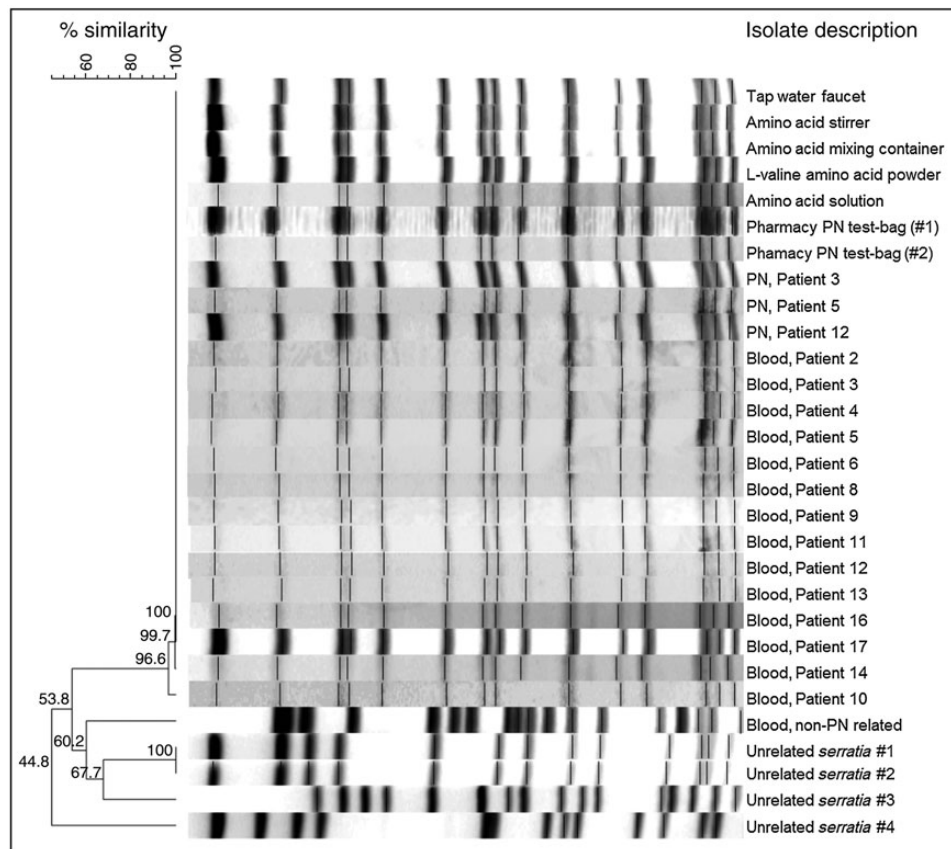 % similarity
Isolate description
60
80
100
Tap water faucet
Amino acid stirrer
Amino acid mixing container
L-valine amino acid powder
Amino acid solution
Pharmacy PN test-bag (#1)
Phamacy PN test-bag (#2)
PN, Patient 3
PN, Patient 5
PN, Patient 12
Blood, Patient 2
Blood, Patient 3
Blood, Patient 4
Blood, Patient 5
Blood, Patient 6
Blood, Patient 8
Blood, Patient 9
Blood, Patient 11
Blood, Patient 12
Blood, Patient 13
100
Blood, Patient 16
99.7
Blood, Patient 17
96.6
Blood, Patient 14
53.8
Blood, Patient 10
Blood, non-PN related
60.2
100
Unrelated serratia #1
44.8
67.7
Unrelated serratia #2
Unrelated serratia #3
Unrelated serratia #4